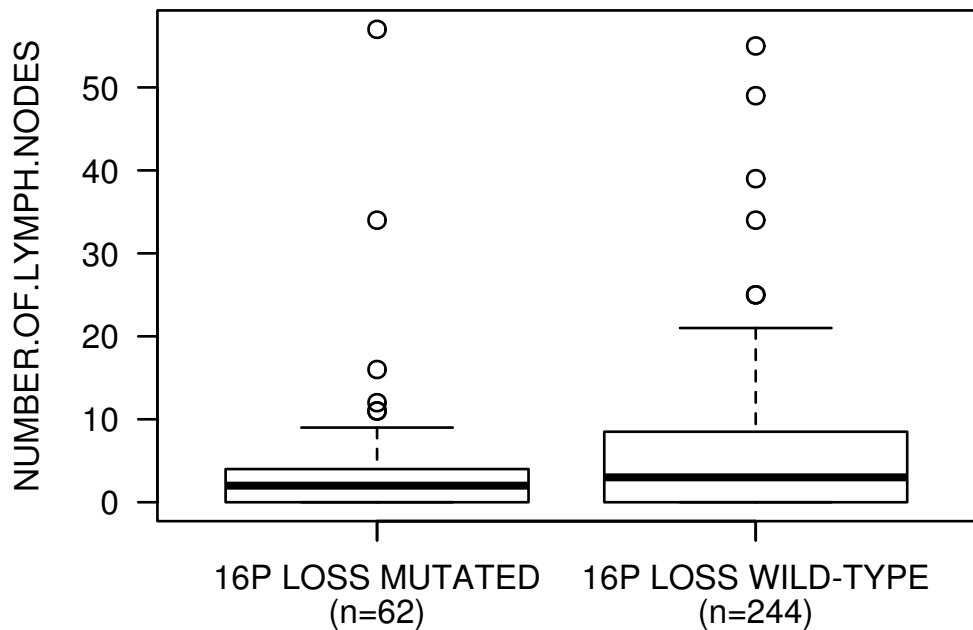 NUMBER.OF.LYMPH.NODES
50
40
30
20
10
0
16P LOSS MUTATED
(n=62)
16P LOSS WILD-TYPE
(n=244)